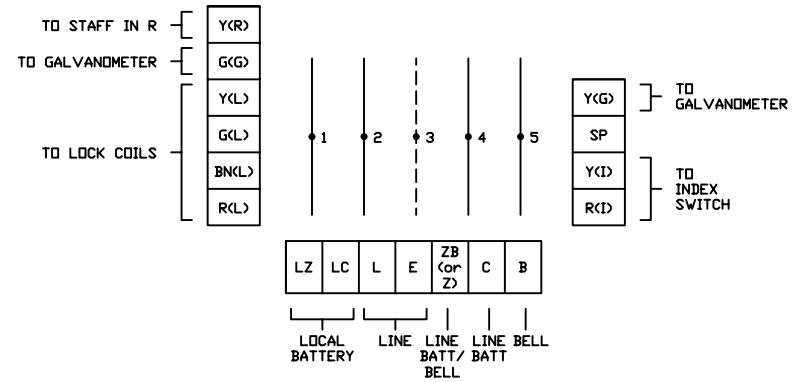 TO STAFF IN R
Y(R)
TO GALVANOMETER
G(G)
Y(L)
G(L)
TO LOCK COILS
BN(L)
R(L)
1
2
3
4
5
Y(G)
TO
GALVANOMETER
SP
Y(I)
R(I)
TO
INDEX
SWITCH
LZ
LC
L
E
ZB
(or
Z)
C
B
LOCAL
BATTERY
LINE
LINE
BATT/
BELL
LINE
BATT
BELL